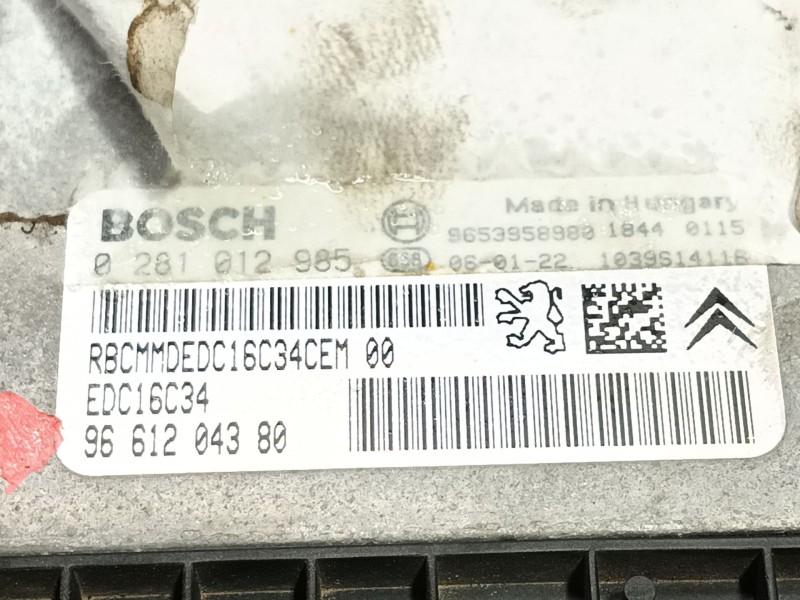 BOSCH
Made in Hungary
9653958980 1844 0115
0 281 012 985 06-01-22 1039S14116
RBCMMDEDC16C34CEM 00
EDC16C34
96 612 043 80